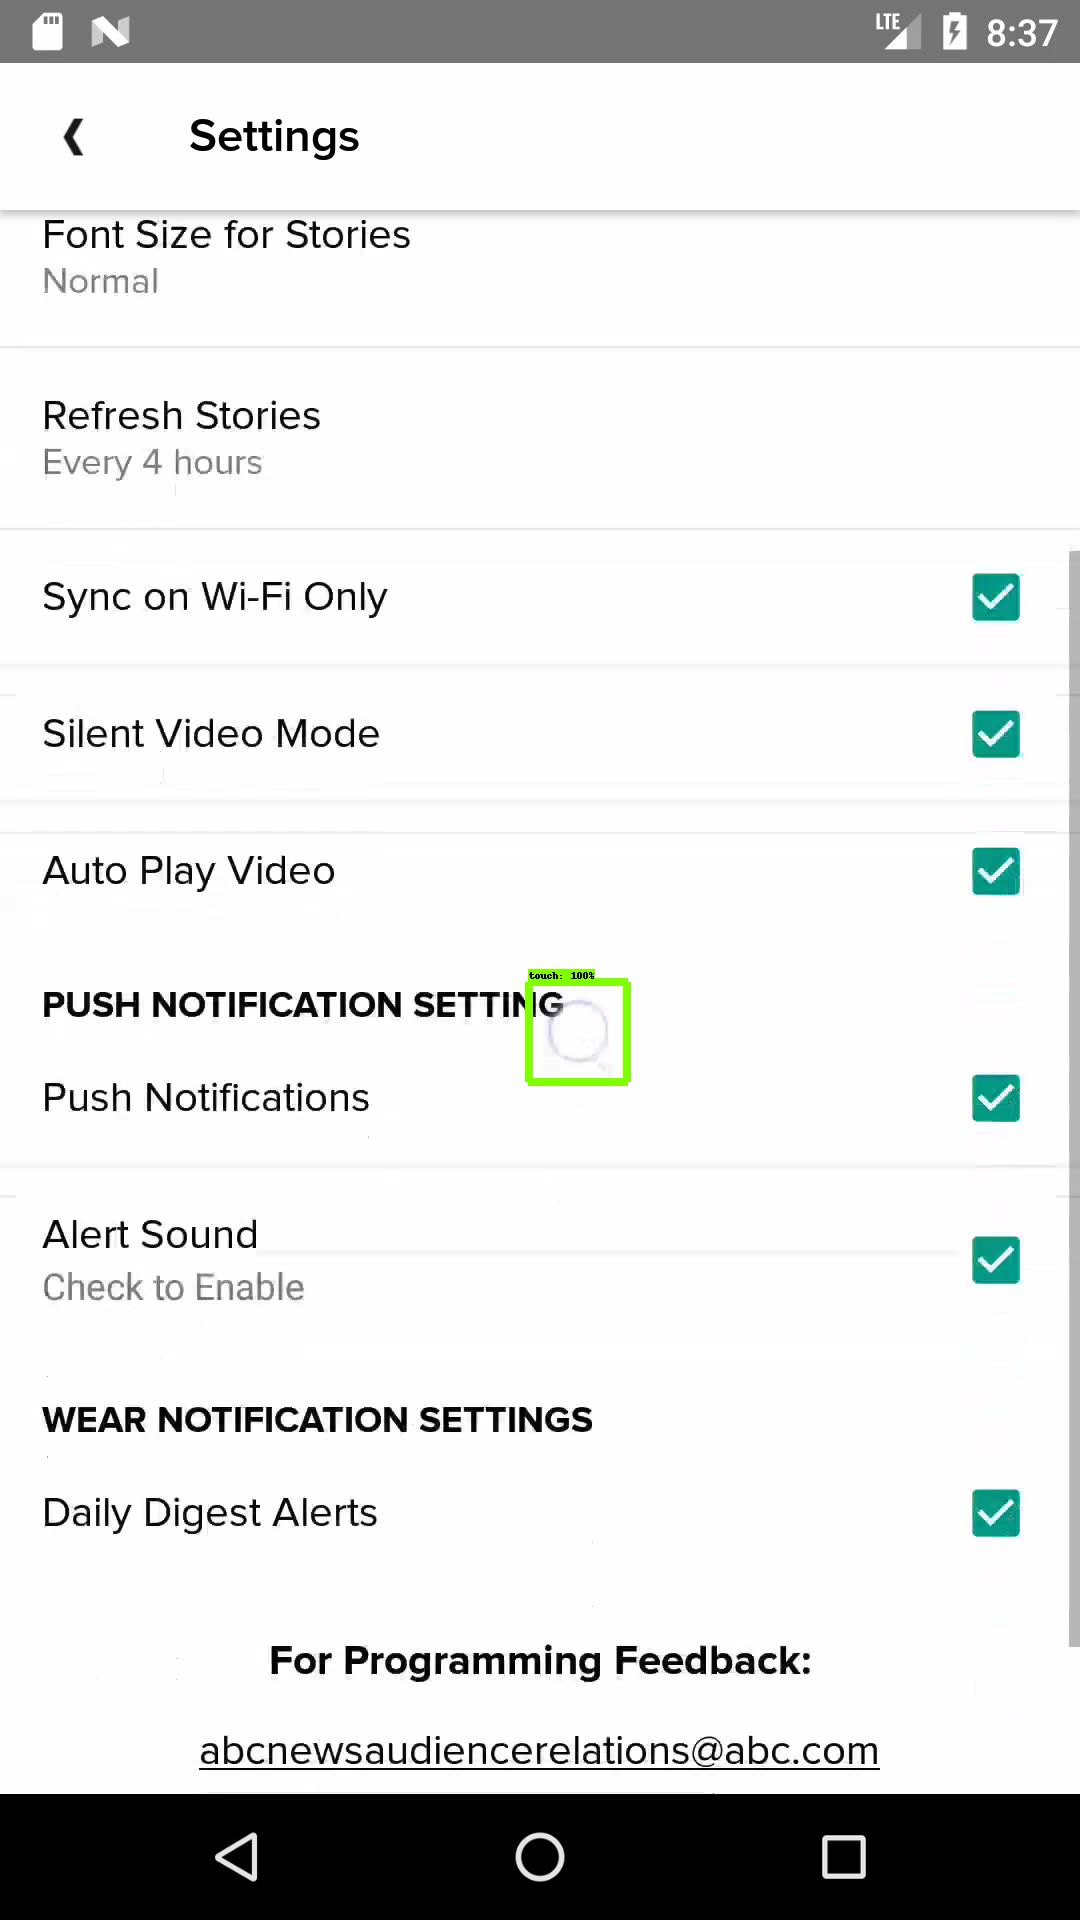 LTE 8:37
Settings
Font Size for Stories
Normal
Refresh Stories
Every 4 hours
Sync on Wi-Fi Only
Silent Video Mode
Auto Play Video
touch: 100%
PUSH NOTIFICATION SETTING
Push Notifications
Alert Sound
Check to Enable
WEAR NOTIFICATION SETTINGS
Daily Digest Alerts
For Programming Feedback:
abcnewsaudiencerelations@abc.com